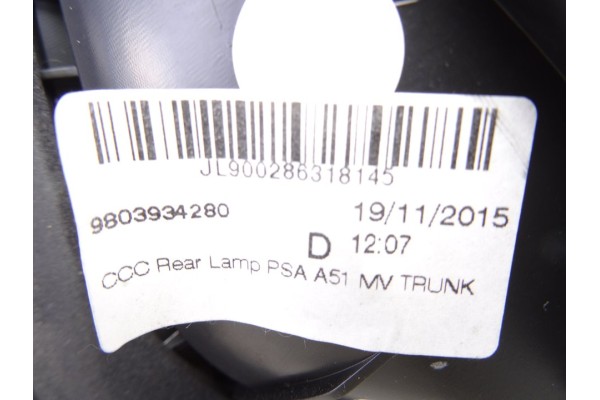 JL900286318145
9803934280
19/11/2015
D 12:07
CCC Rear Lamp PSA A51 MV TRUNK